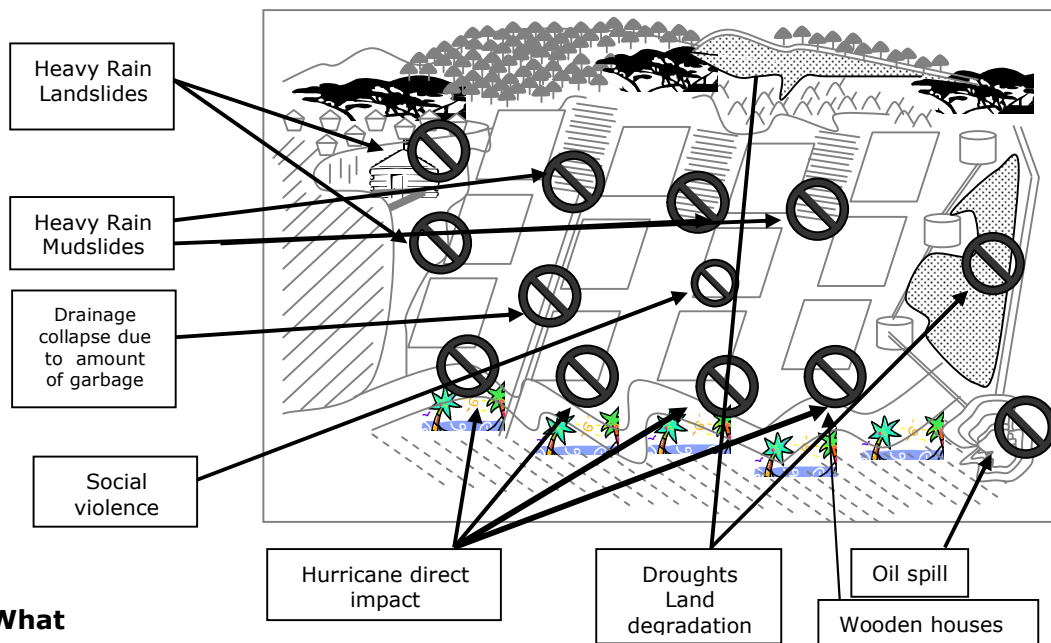 Heavy Rain
Landslides
Heavy Rain
Mudslides
Drainage
collapse due
to amount
of garbage
Social
violence
Hurricane direct
impact
Droughts
Land
degradation
Oil spill
Wooden houses
What